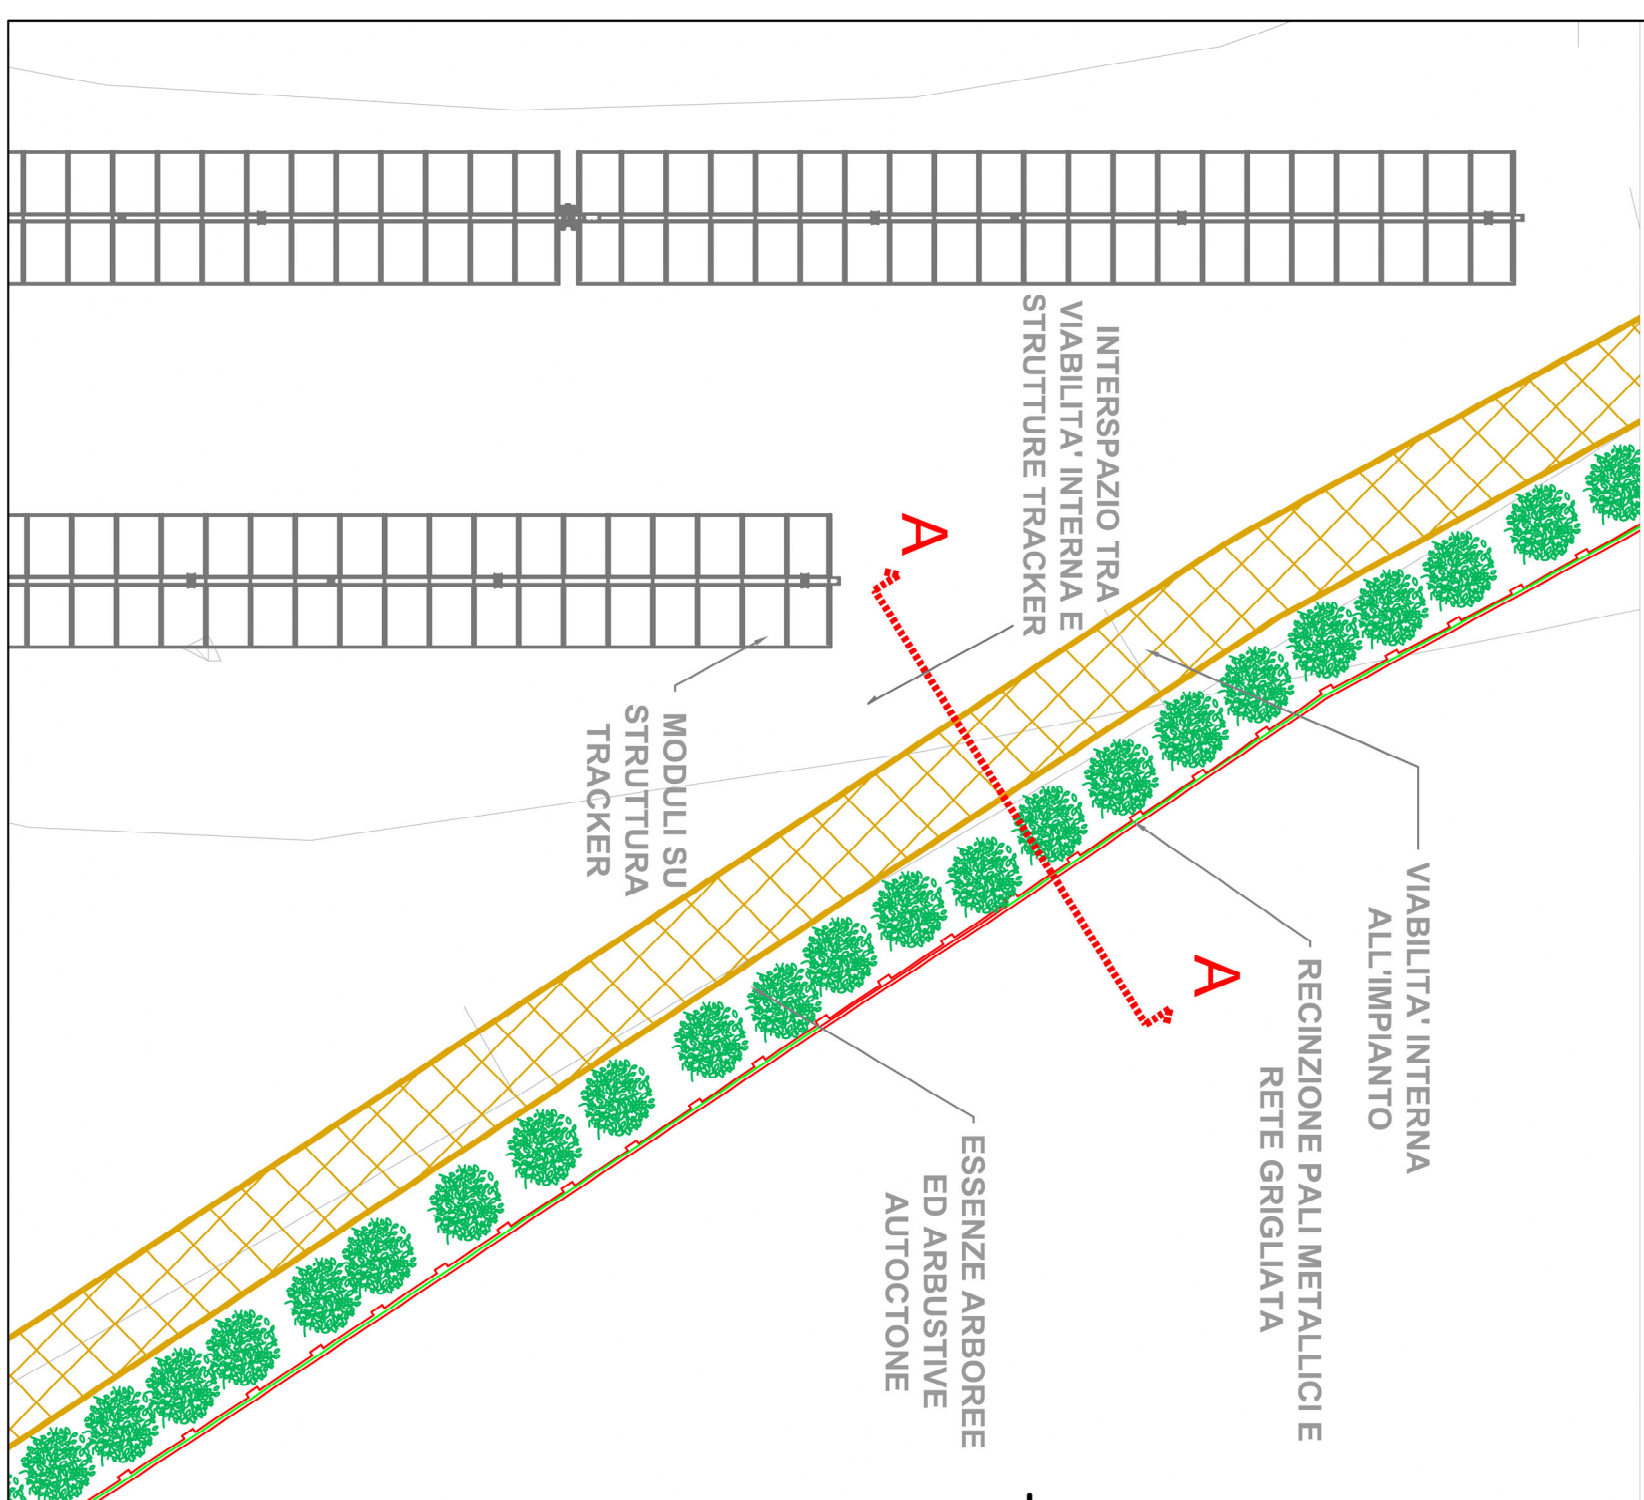 VIABILITA' INTERNA
ALL'IMPIANTO
RECINZIONE PALI METALLICI E
RETE GRIGLIATA
A
INTERSPAZIO TRA
VIABILITA' INTERNA E
STRUTTURE TRACKER
A
ESSENZE ARBOREE
ED ARBUSTIVE
AUTOCTONE
MODULI SU
STRUTTURA
TRACKER